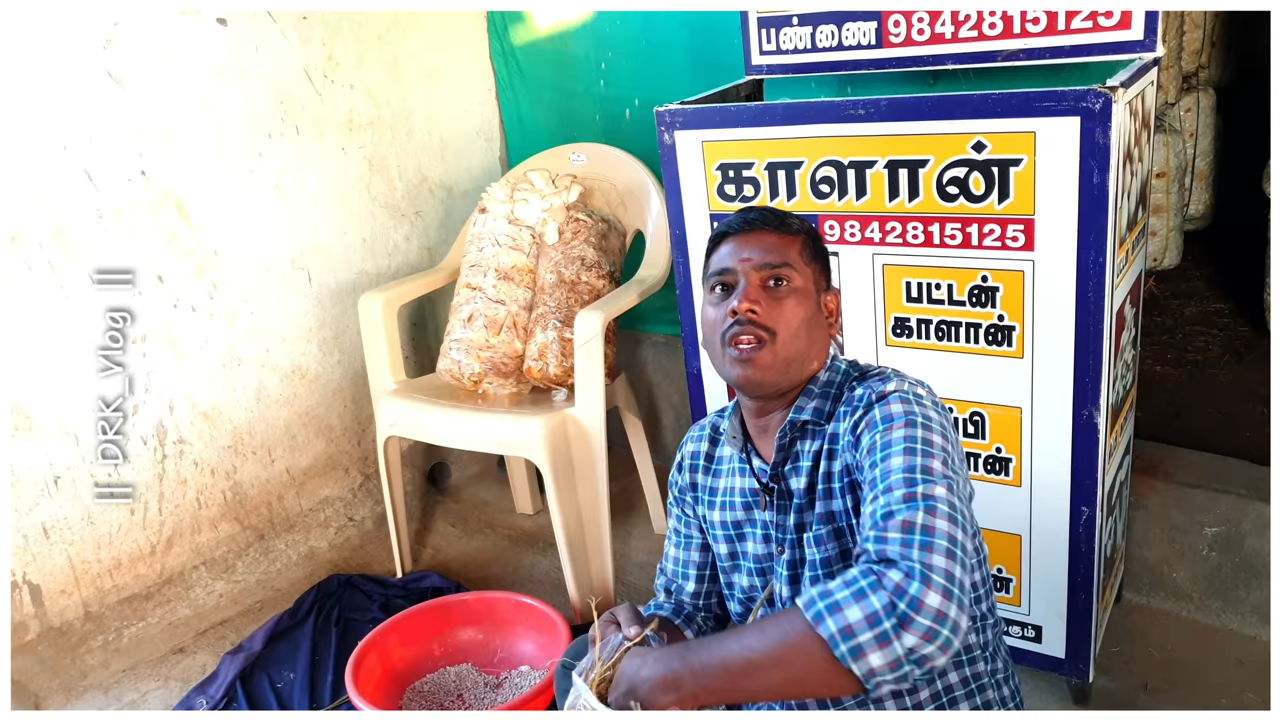 பண்ணை 9842815125
காளான்
9842815125
பட்டன்
காளான்
|| DRK_Vlog ||